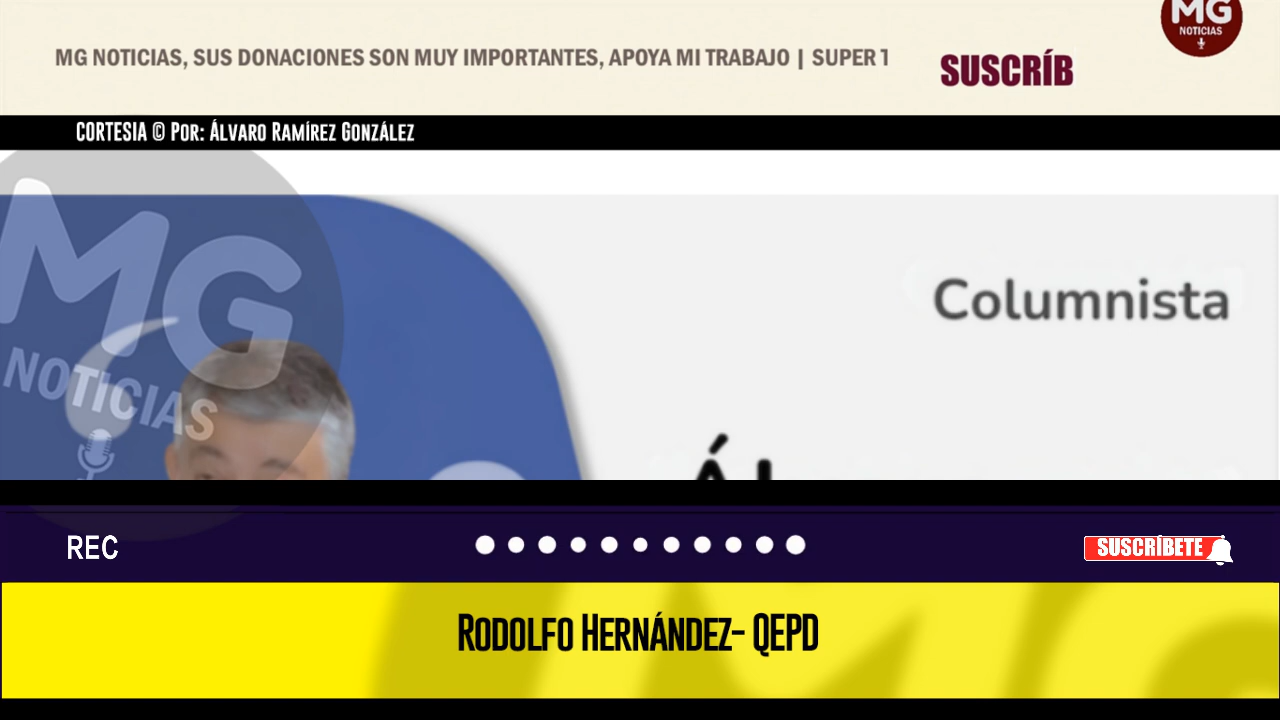 MG
NOTICIAS
MG NOTICIAS, SUS DONACIONES SON MUY IMPORTANTES, APOYA MI TRABAJO | SUPER
SUSCRÍB
CORTESIA © Por: Álvaro Ramírez González
MG
NOTICIAS
Columnista
REC
SUSCRÍBETE
Rodolfo Hernández- QEPD